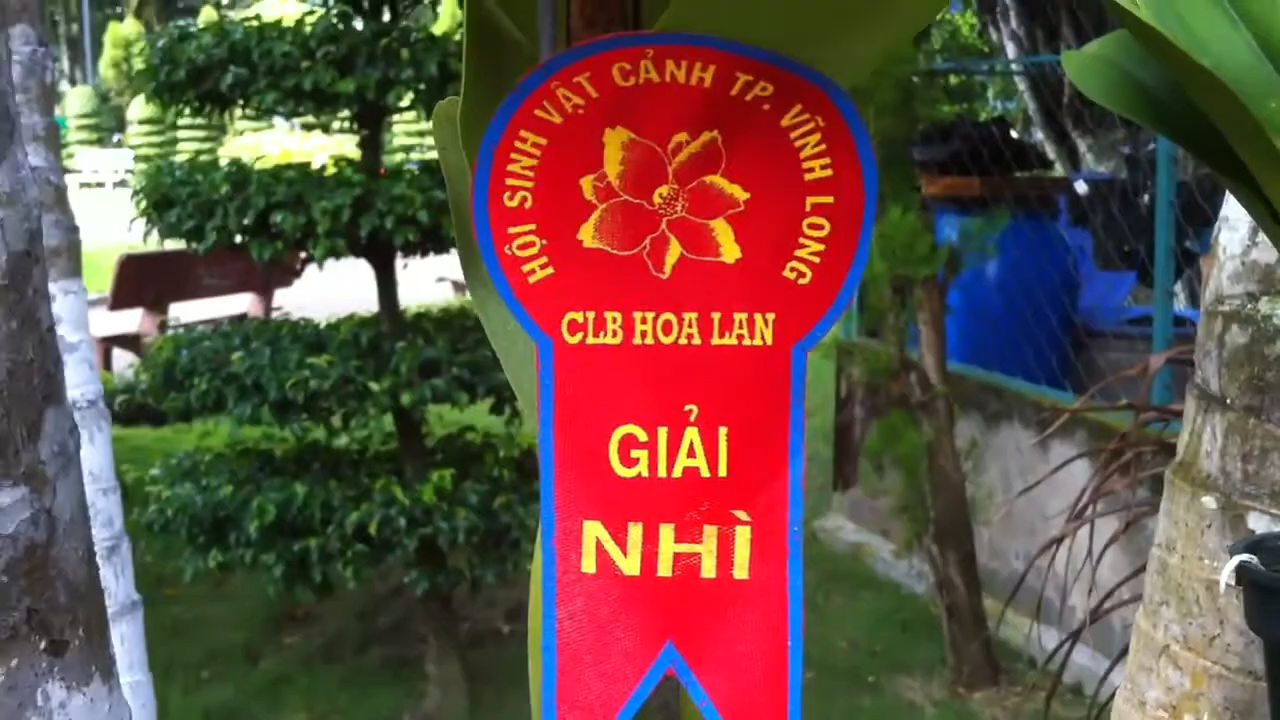 HỘI SINH VẬT CẢNH TP. VĨNH LONG
CLB HOA LAN
GIẢI
NHÌ